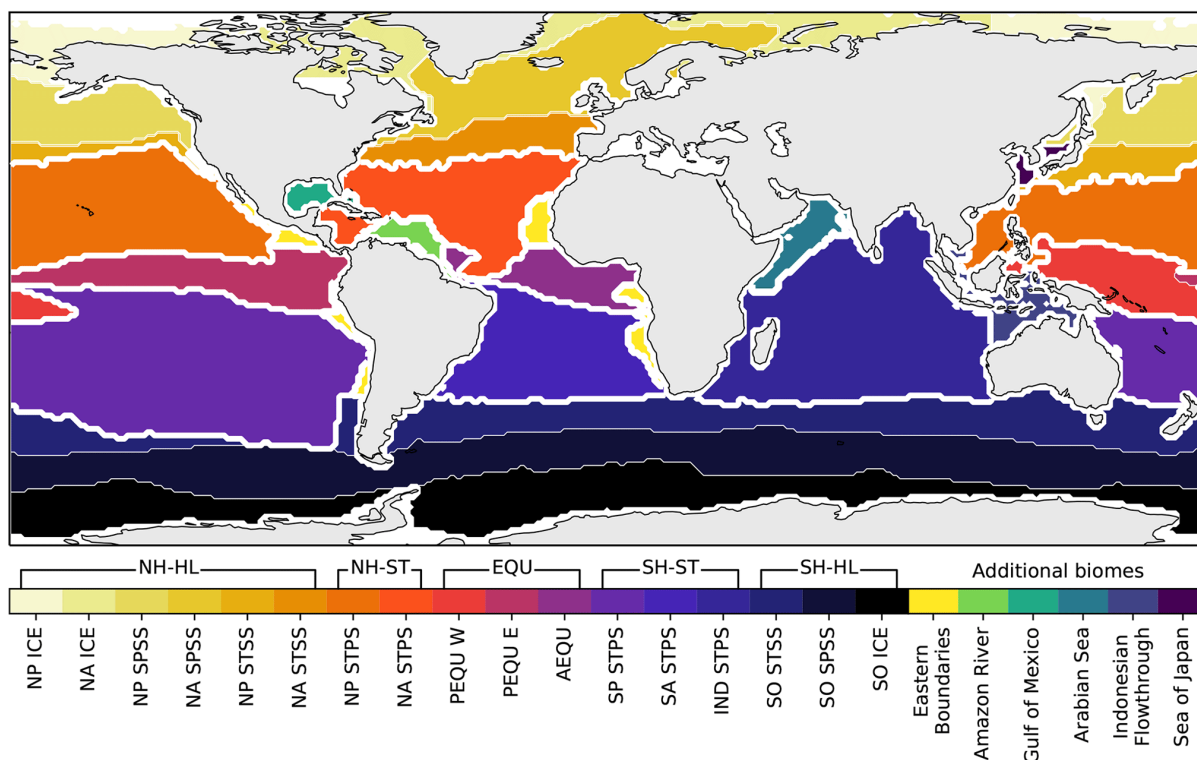 NH-HL
NH-ST
EQU
SH-ST
SH-HL
Additional biomes
NP ICE
NA ICE
NP SPSS
NA SPSS
NP STSS
NA STSS
NP STPS
NA STPS
PEQU W
PEQU E
AEQU
SP STPS
SA STPS
IND STPS
SO STSS
SO SPSS
SO ICE
Eastern
Boundaries
Amazon River
Gulf of Mexico
Arabian Sea
Indonesian
Flowthrough
Sea of Japan